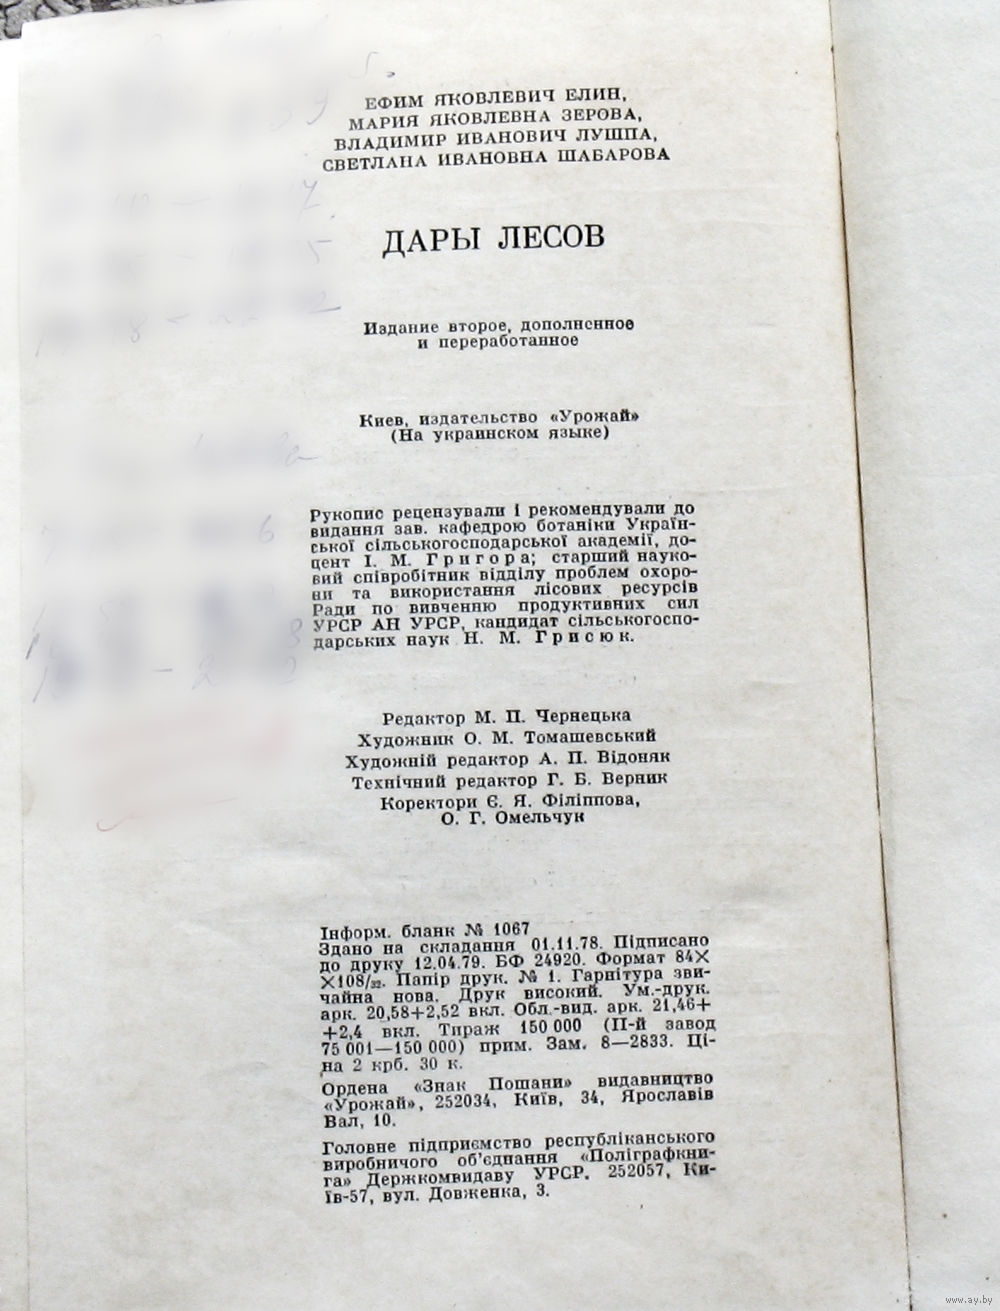 ЕФИМ ЯКОВЛЕВИЧ ЕЛИН,
МАРИЯ ЯКОВЛЕВНА ЗЕРОВА,
ВЛАДИМИР ИВАНОВИЧ ЛУШПА,
СВЕТЛАНА ИВАНОВНА ШАБАРОВА
ДАРЫ ЛЕСОВ
Издание второе, дополненное
и переработанное
Киев, издательство «Урожай»
(На украинском языке)
Рукопис рецензували і рекомендували до
видання зав. кафедрою ботаніки Україн-
ської сільськогосподарської академії, до-
цент І. М. Григора; старший науко-
вий співробітник відділу проблем охоро-
ни та використання лісових ресурсів
Ради по вивченню продуктивних сил
УРСР АН УРСР, кандидат сільськогоспо-
дарських наук Н. М. Грисюк.
Редактор М. П. Чернецька
Художник О. М. Томашевський
Художній редактор А. П. Відоняк
Технічний редактор Г. Б. Верник
Коректори Є. Я. Філіппова,
О. Г. Омельчук
Інформ. бланк № 1067
Здано на складання 01.11.78. Підписано
до друку 12.04.79. БФ 24920. Формат 84×
×108/32. Папір друк. № 1. Гарнітура зви-
чайна нова. Друк високий. Ум.-друк.
арк. 20,58+2,52 вкл. Обл.-вид. арк. 21,46+
+2,4 вкл. Тираж 150 000 (ІІ-й завод
75 001—150 000) прим. Зам. 8—2833. Ці-
на 2 крб. 30 к.
Ордена «Знак Пошани» видавництво
«Урожай», 252034, Київ, 34, Ярославів
Вал, 10.
Головне підприємство республіканського
виробничого об'єднання «Поліграфкни-
га» Держкомвидаву УРСР. 252057, Ки-
їв-57, вул. Довженка, 3.
www.ay.by